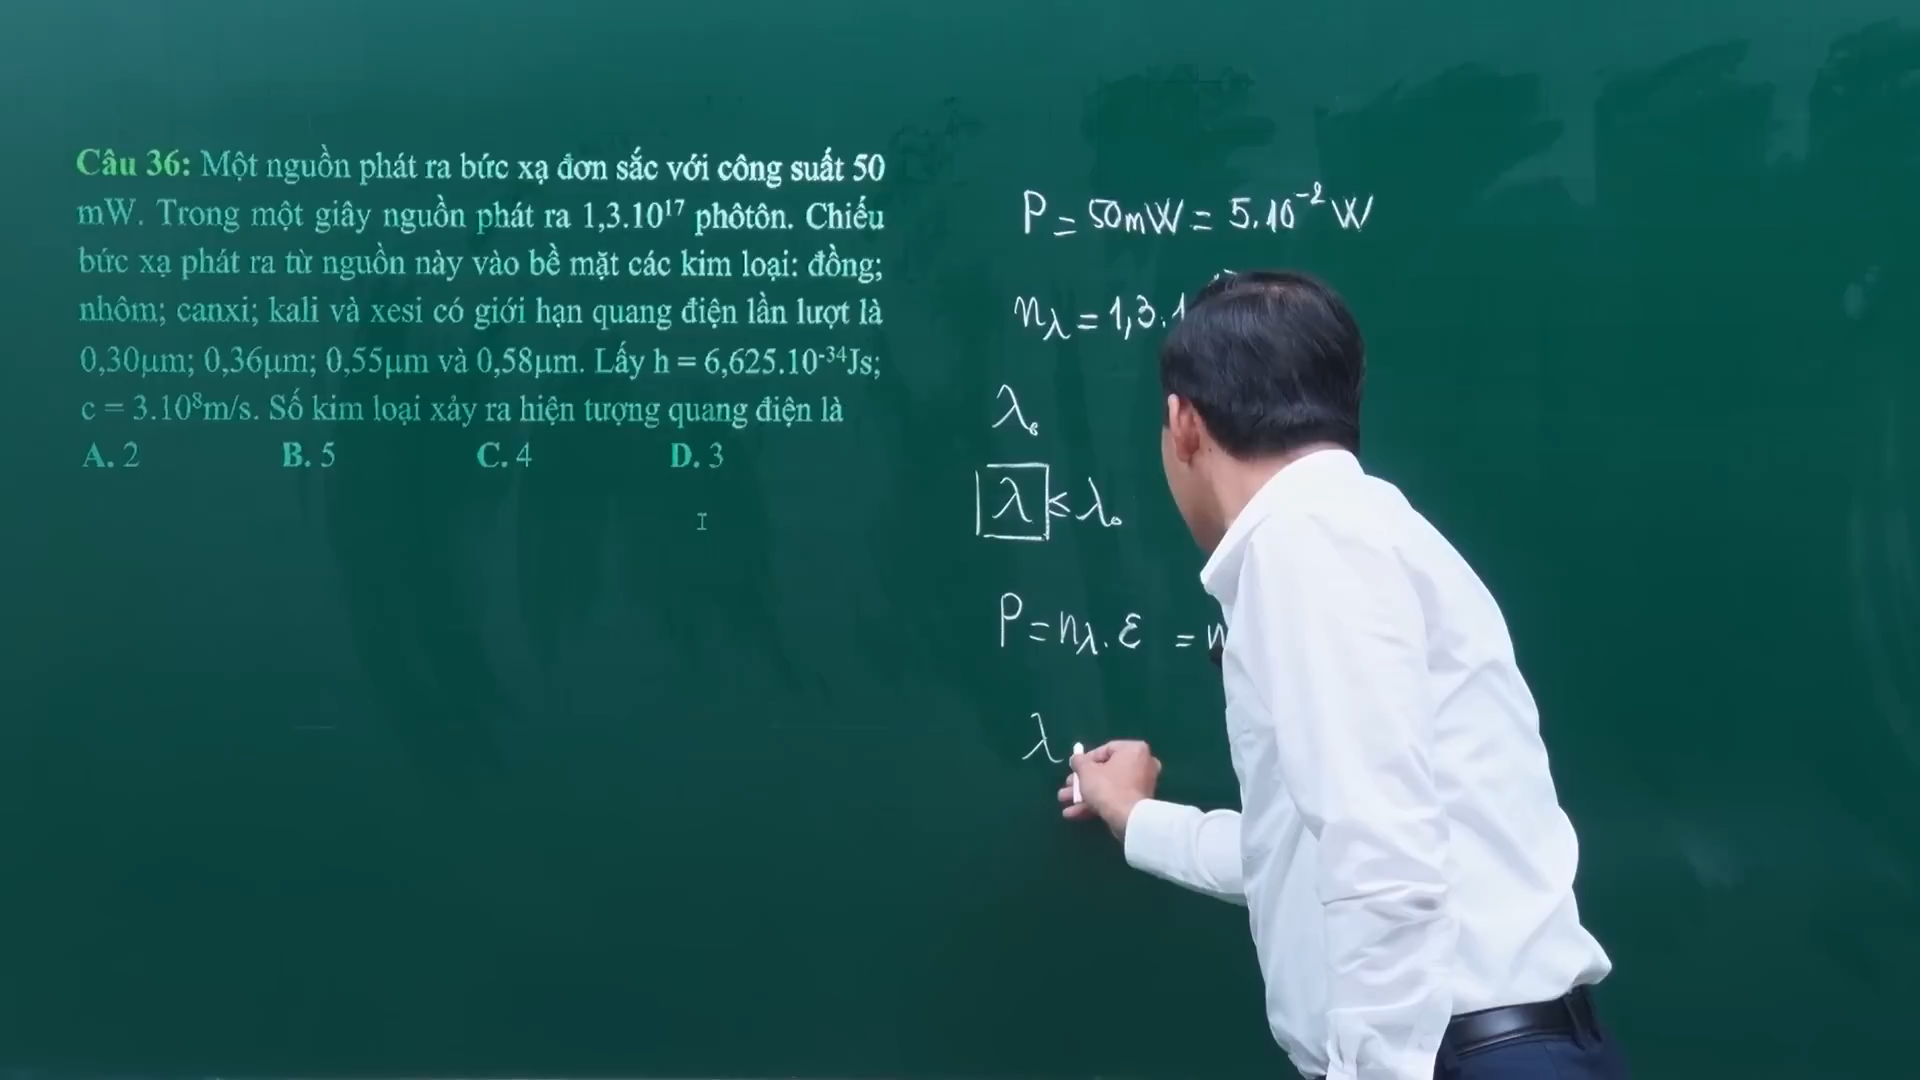 Câu 36: Một nguồn phát ra bức xạ đơn sắc với công suất 50
mW. Trong một giây nguồn phát ra 1,3.10¹⁷ phôtôn. Chiếu
bức xạ phát ra từ nguồn này vào bề mặt các kim loại: đồng;
nhôm; canxi; kali và xesi có giới hạn quang điện lần lượt là
0,30μm; 0,36μm; 0,55μm và 0,58μm. Lấy h = 6,625.10⁻³⁴Js;
c = 3.10⁸m/s. Số kim loại xảy ra hiện tượng quang điện là
A. 2 B. 5 C. 4 D. 3
P = 50mW = 5.10⁻² W
n_λ = 1,3.1
λ₀
λ ≤ λ₀
P = n_λ . ε = n
λ